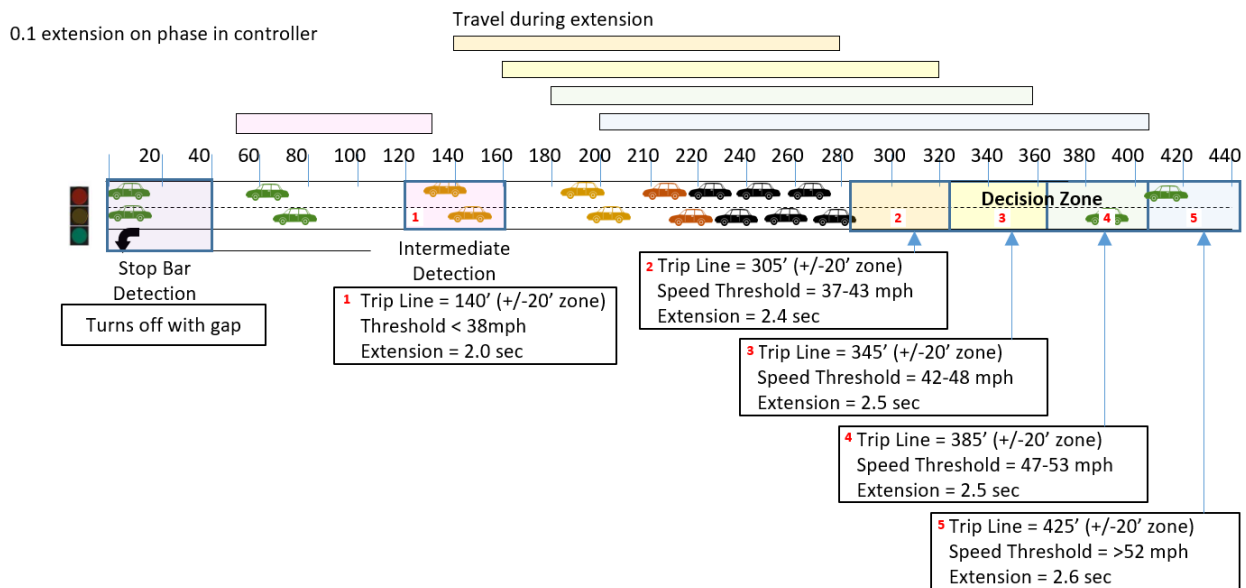 Travel during extension
0.1 extension on phase in controller
20 40 60 80 100 120 140 160 180 200 220 240 260 280 300 320 340 360 380 400 420 440
Decision Zone
1 2 3 4 5
Stop Bar
Detection
Turns off with gap
Intermediate
Detection
1 Trip Line = 140’ (+/-20’ zone)
Threshold < 38mph
Extension = 2.0 sec
2 Trip Line = 305’ (+/-20’ zone)
Speed Threshold = 37-43 mph
Extension = 2.4 sec
3 Trip Line = 345’ (+/-20’ zone)
Speed Threshold = 42-48 mph
Extension = 2.5 sec
4 Trip Line = 385’ (+/-20’ zone)
Speed Threshold = 47-53 mph
Extension = 2.5 sec
5 Trip Line = 425’ (+/-20’ zone)
Speed Threshold = >52 mph
Extension = 2.6 sec